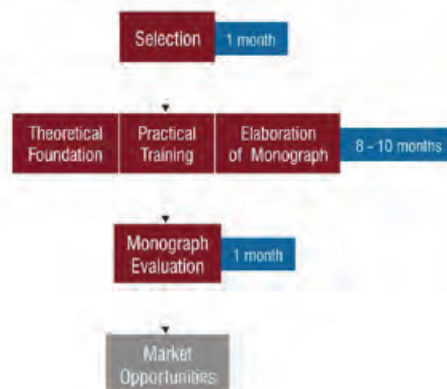 Selection
1 month
Theoretical
Foundation
Practical
Training
Elaboration
of Monograph
8 - 10 months
Monograph
Evaluation
1 month
Market
Opportunities